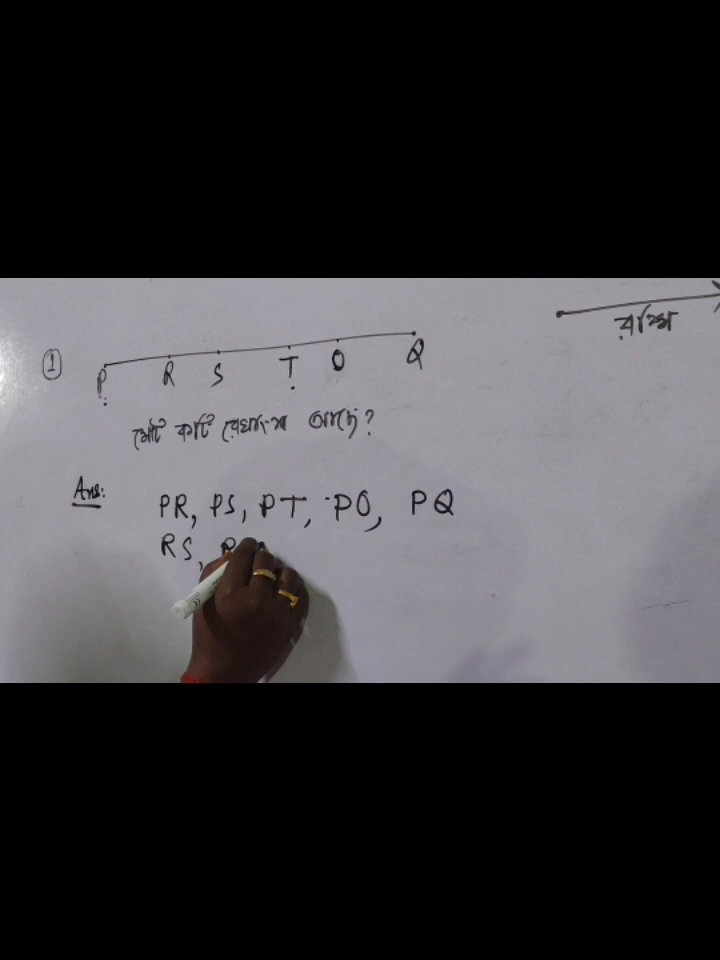 রশ্মি
1
P R S T O Q
মোট কটি রেখাংশ আছে?
Ans: PR, PS, PT, PO, PQ
RS,